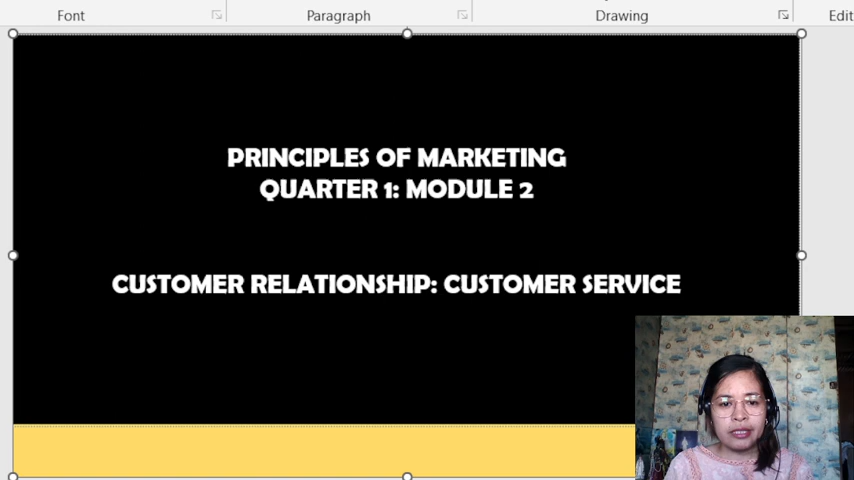 Font
Paragraph
Drawing
Edit
PRINCIPLES OF MARKETING
QUARTER 1: MODULE 2
CUSTOMER RELATIONSHIP: CUSTOMER SERVICE